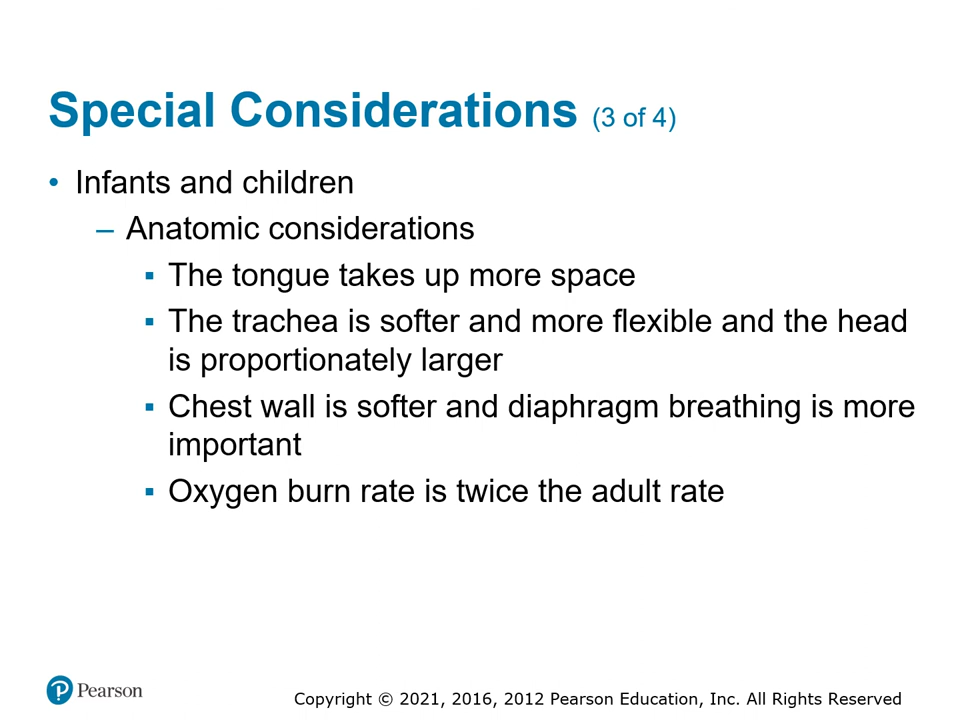 Special Considerations (3 of 4)
• Infants and children
– Anatomic considerations
▪ The tongue takes up more space
▪ The trachea is softer and more flexible and the head
is proportionately larger
▪ Chest wall is softer and diaphragm breathing is more
important
▪ Oxygen burn rate is twice the adult rate
Pearson
Copyright © 2021, 2016, 2012 Pearson Education, Inc. All Rights Reserved